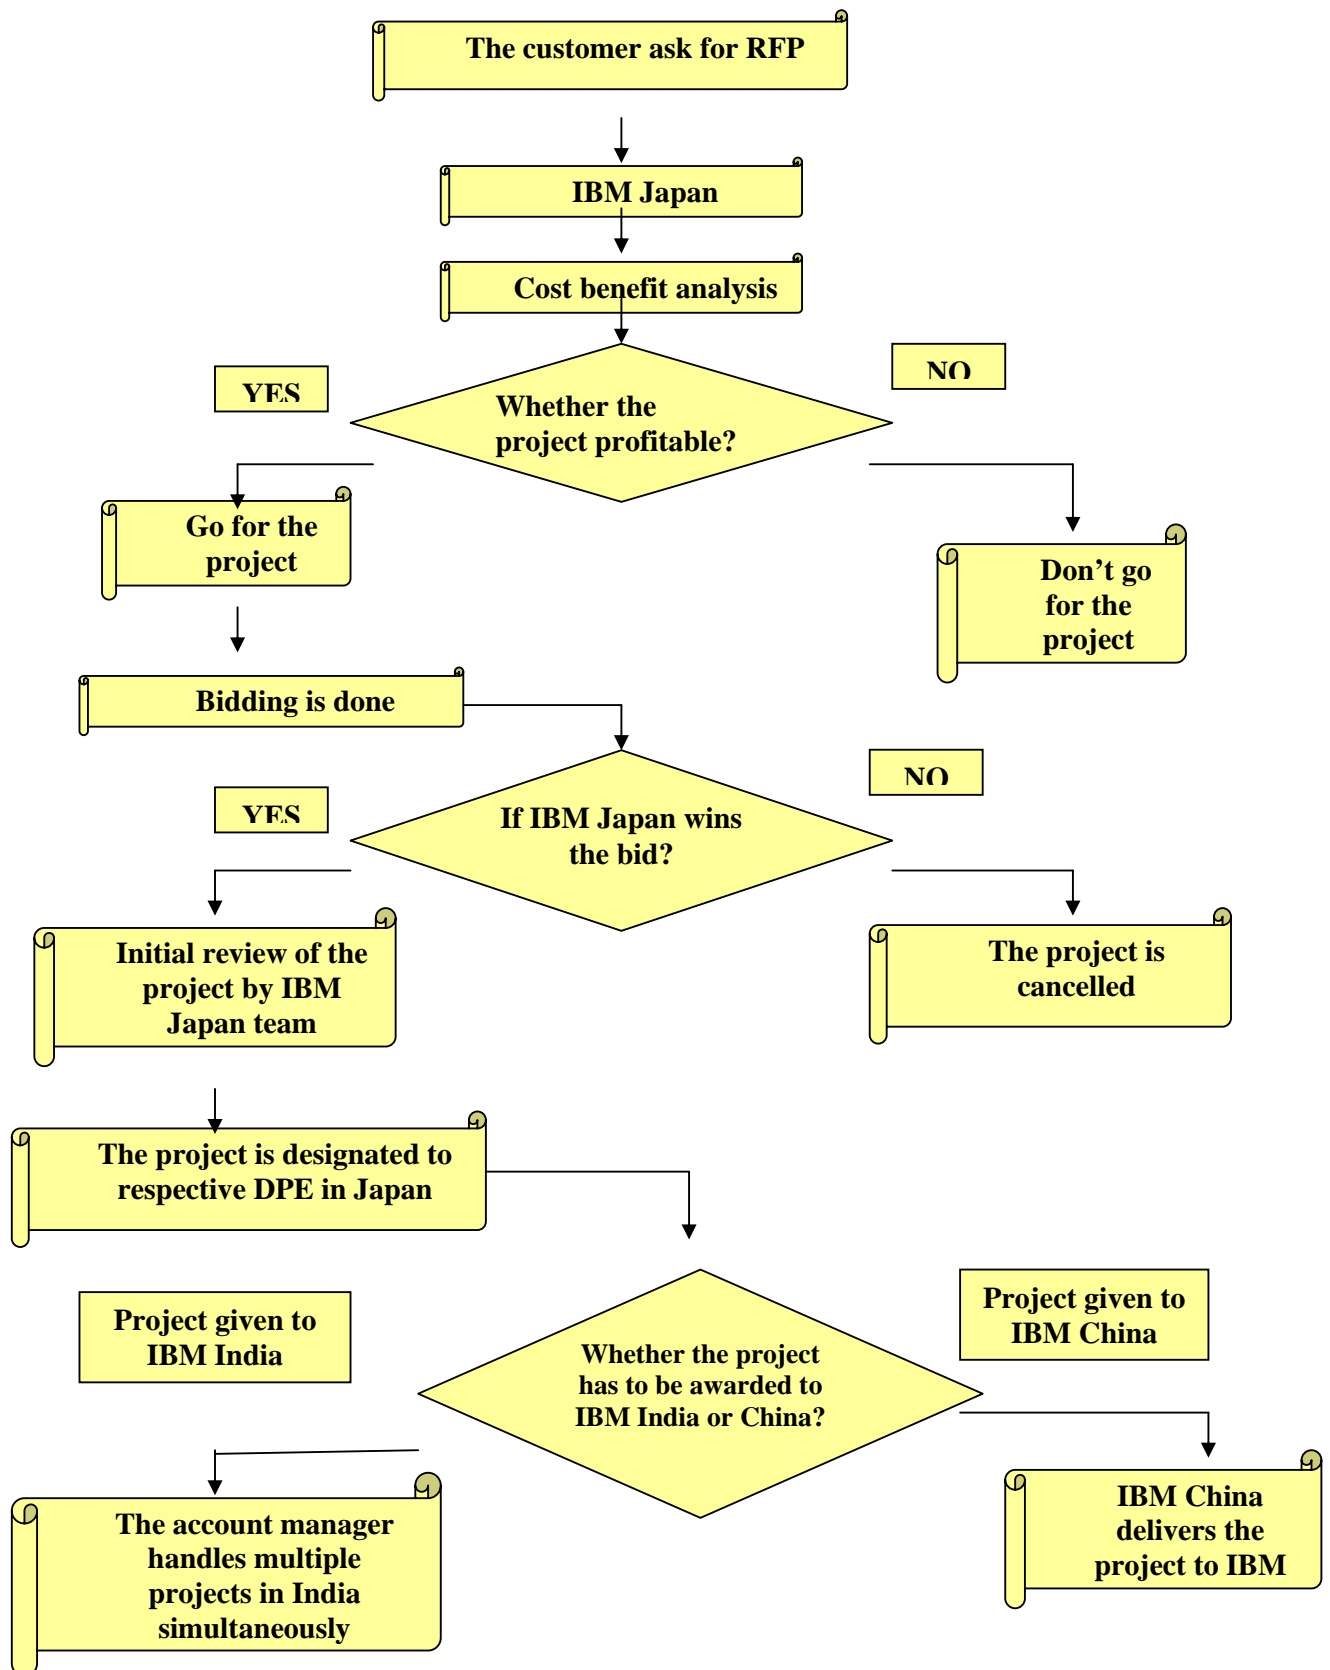 The customer ask for RFP
IBM Japan
Cost benefit analysis
YES
NO
Whether the
project profitable?
Go for the
project
Don't go
for the
project
Bidding is done
YES
NO
If IBM Japan wins
the bid?
Initial review of the
project by IBM
Japan team
The project is
cancelled
The project is designated to
respective DPE in Japan
Project given to
IBM India
Project given to
IBM China
Whether the project
has to be awarded to
IBM India or China?
The account manager
handles multiple
projects in India
simultaneously
IBM China
delivers the
project to IBM